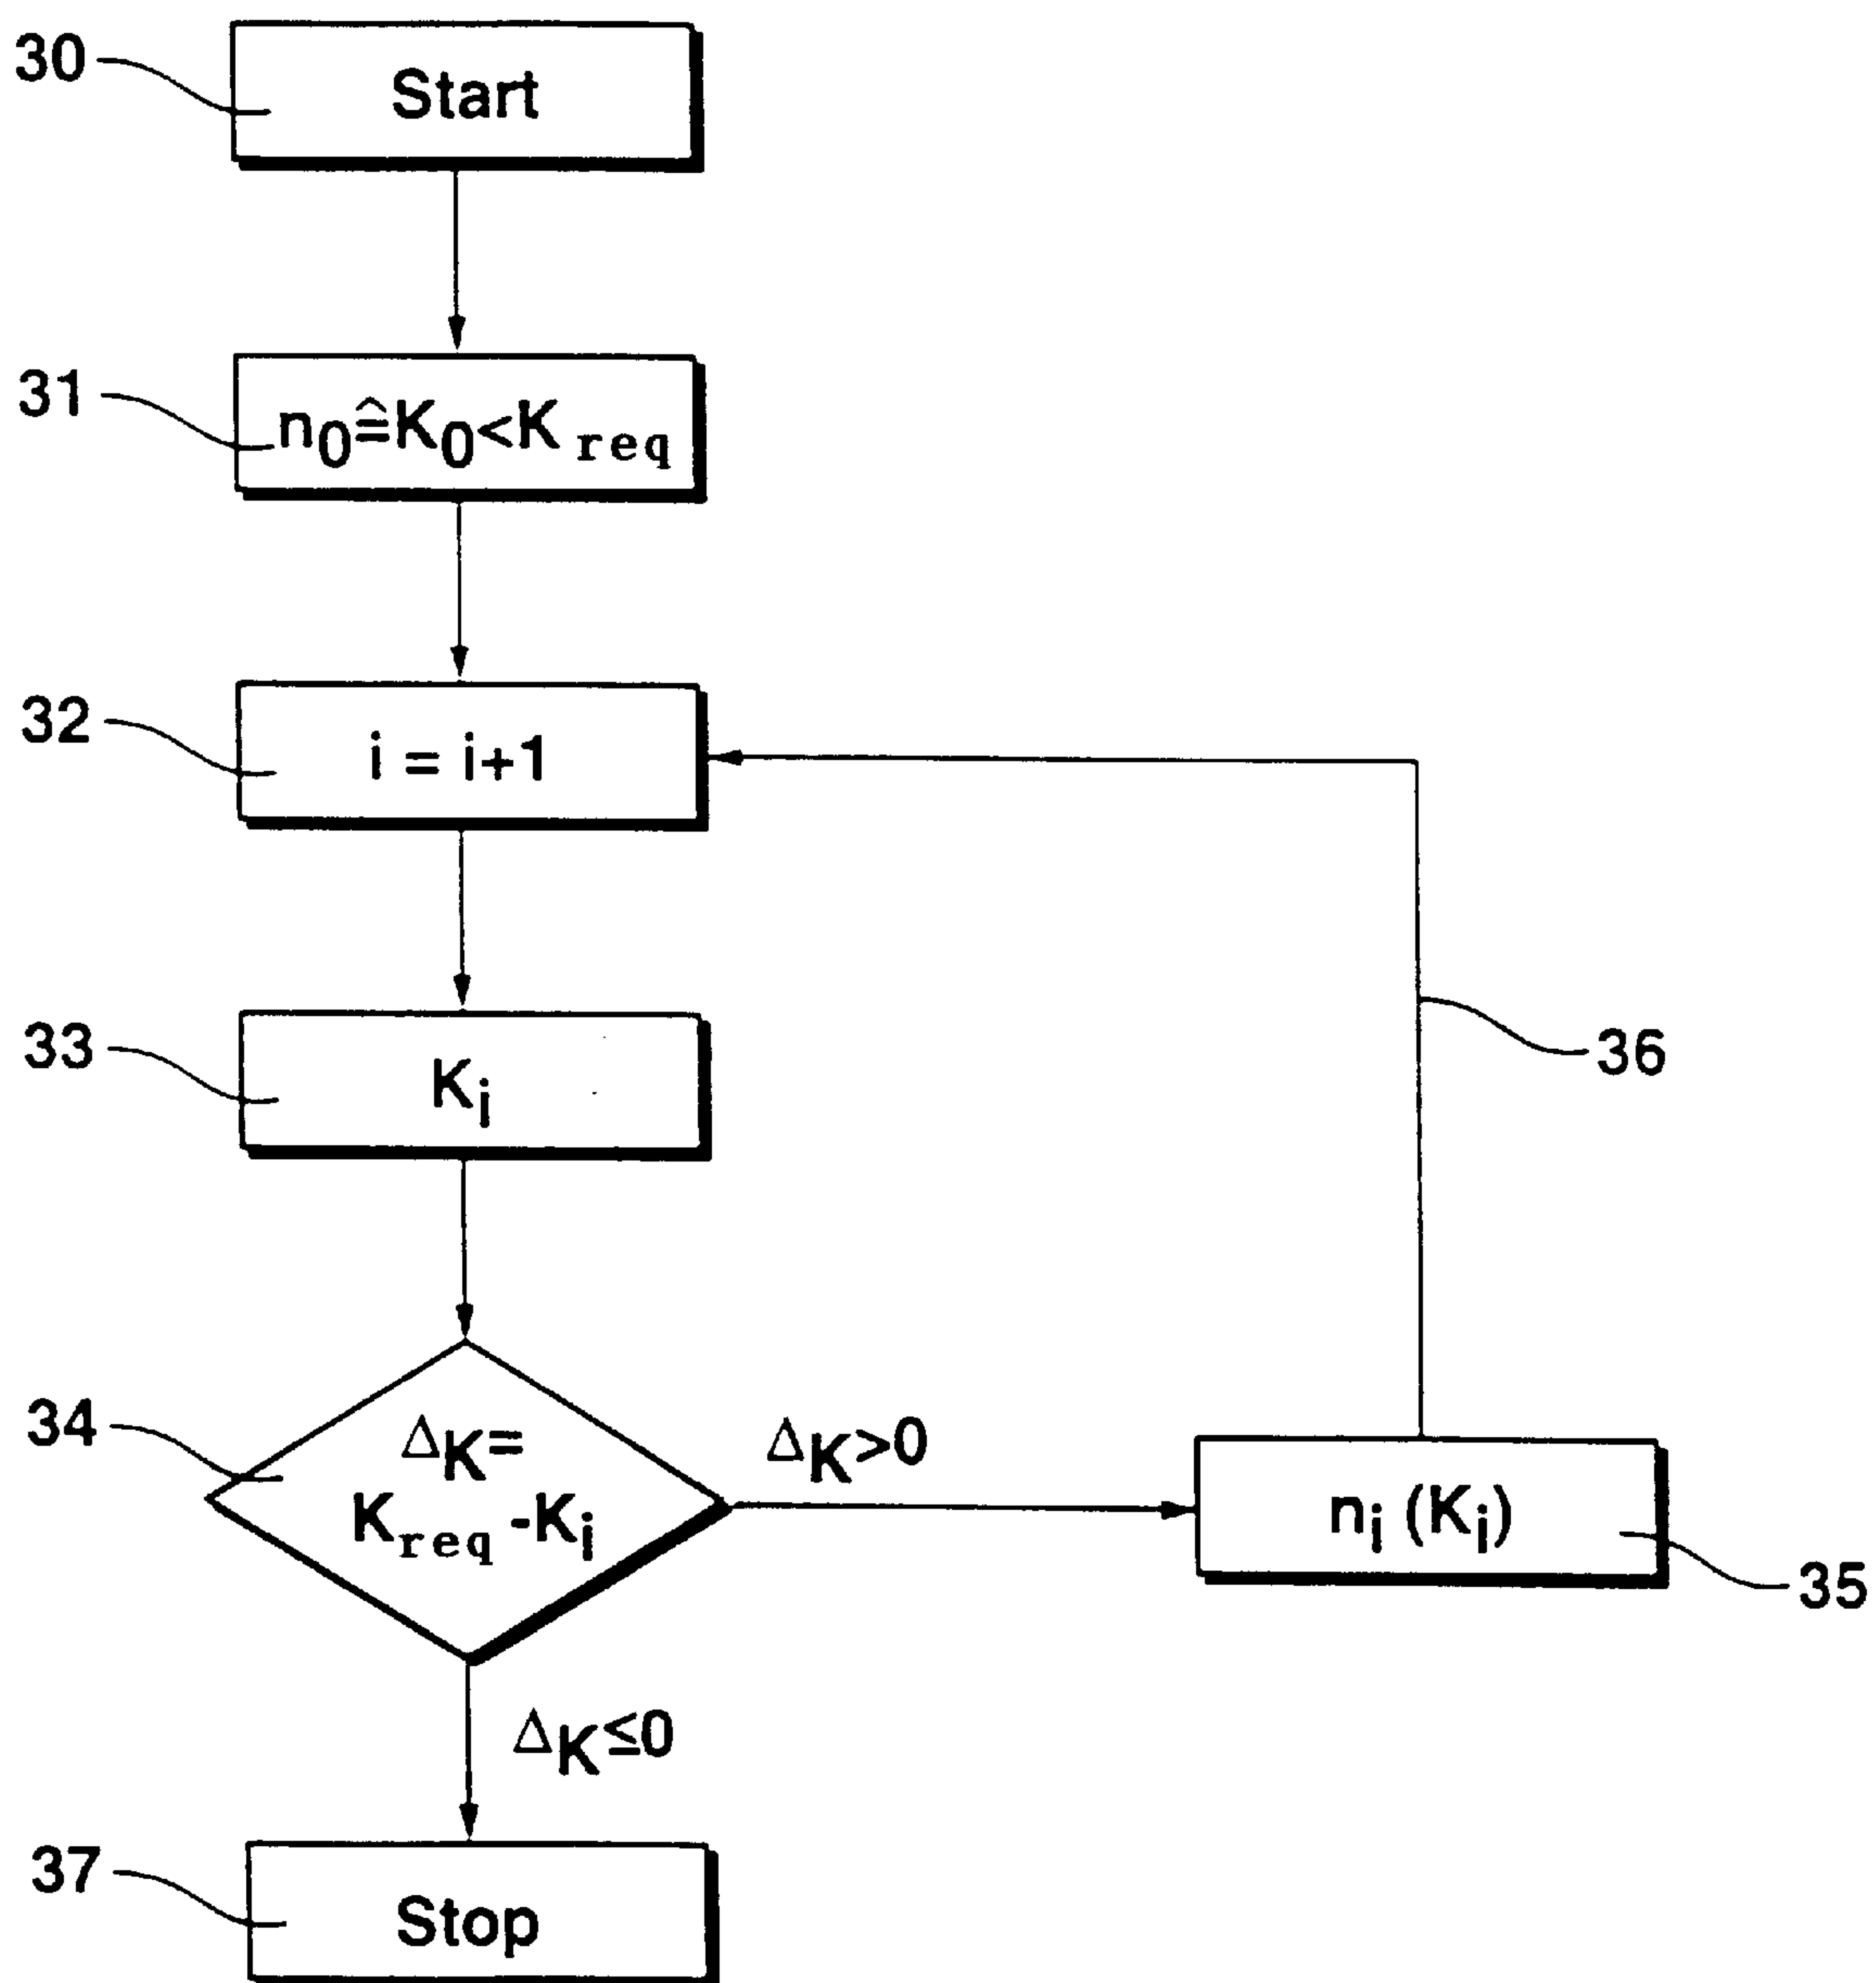 30
Start
31
n₀≙K₀<K req
32
i = i+1
33
Kᵢ
36
34
ΔK=
Kreq -Kᵢ
ΔK>0
nᵢ (Kᵢ)
35
ΔK≤0
37
Stop